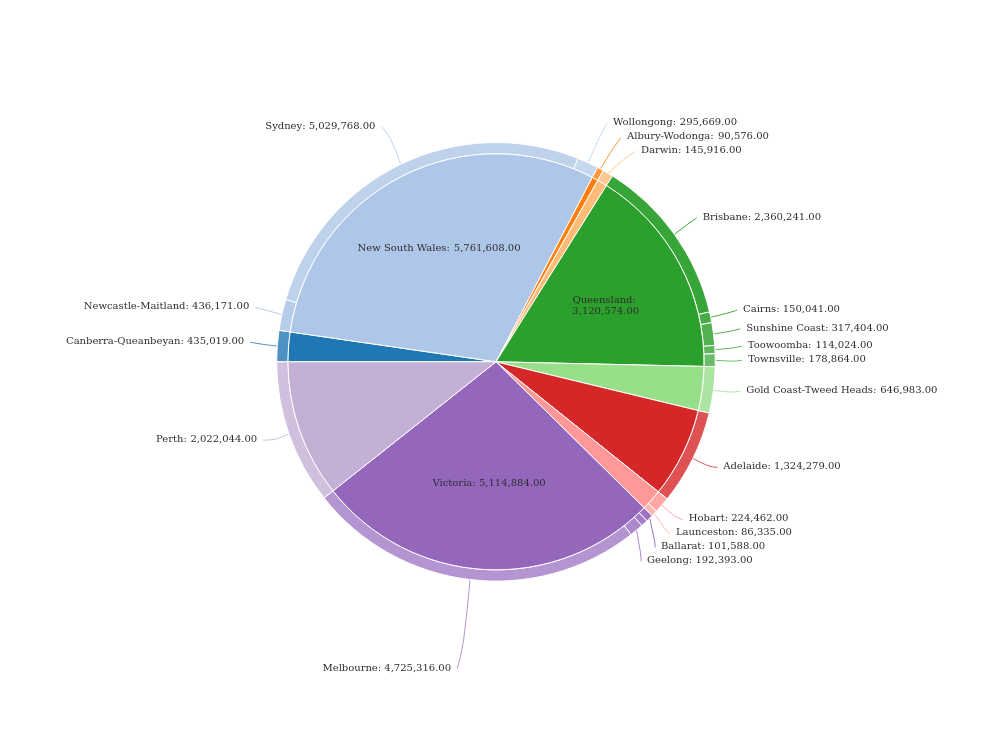 Wollongong: 295,669.00
Sydney: 5,029,768.00
Albury-Wodonga: 90,576.00
Darwin: 145,916.00
Brisbane: 2,360,241.00
New South Wales: 5,761,608.00
Queensland:
3,120,574.00
Newcastle-Maitland: 436,171.00
Cairns: 150,041.00
Sunshine Coast: 317,404.00
Canberra-Queanbeyan: 435,019.00
Toowoomba: 114,024.00
Townsville: 178,864.00
Gold Coast-Tweed Heads: 646,983.00
Perth: 2,022,044.00
Adelaide: 1,324,279.00
Victoria: 5,114,884.00
Hobart: 224,462.00
Launceston: 86,335.00
Ballarat: 101,588.00
Geelong: 192,393.00
Melbourne: 4,725,316.00